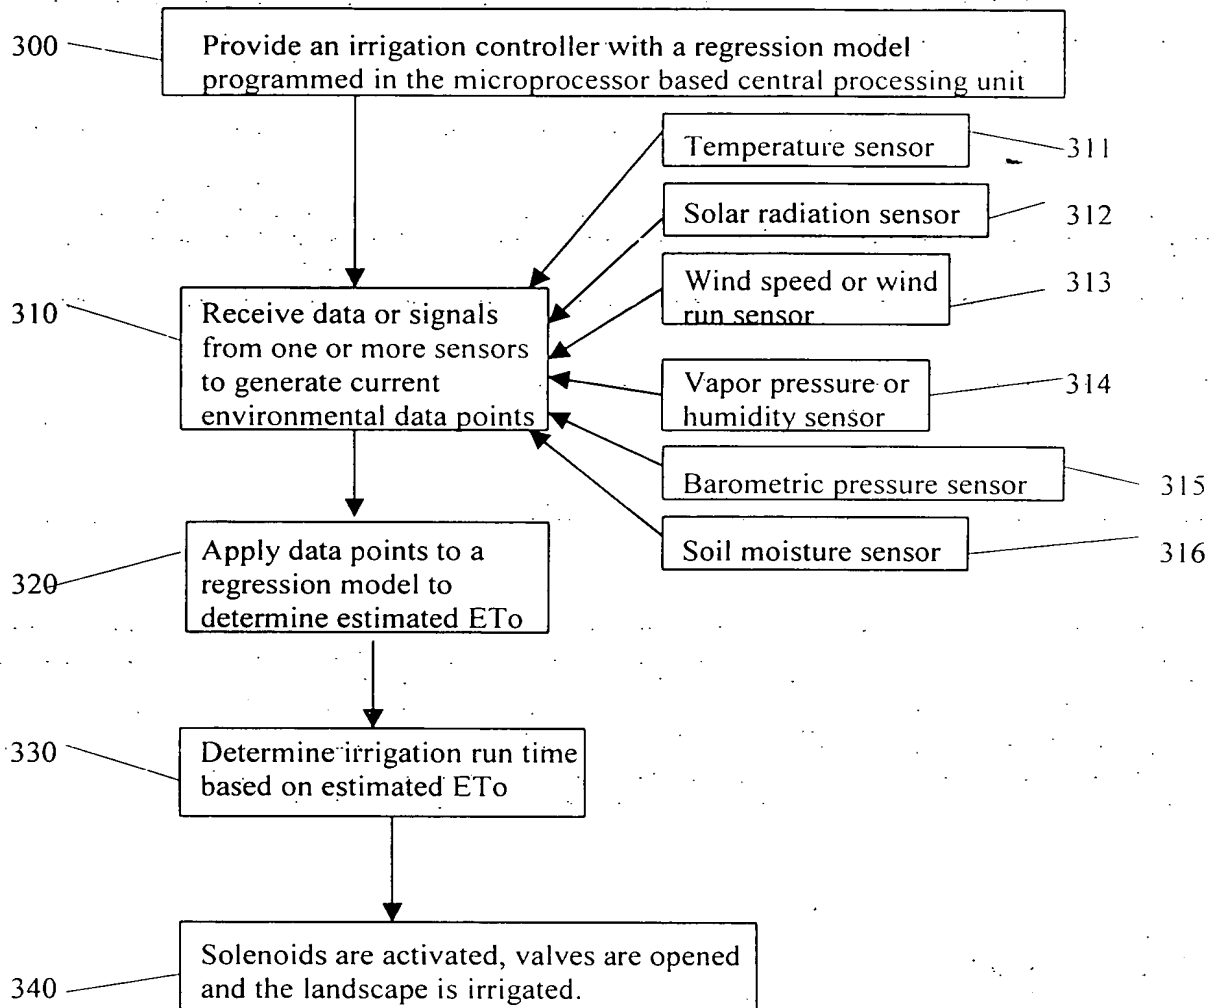 300
Provide an irrigation controller with a regression model
programmed in the microprocessor based central processing unit
Temperature sensor
311
Solar radiation sensor
312
Wind speed or wind
run sensor
313
310
Receive data or signals
from one or more sensors
to generate current
environmental data points
Vapor pressure or
humidity sensor
314
Barometric pressure sensor
315
Soil moisture sensor
316
320
Apply data points to a
regression model to
determine estimated ETo
330
Determine irrigation run time
based on estimated ETo
340
Solenoids are activated, valves are opened
and the landscape is irrigated.